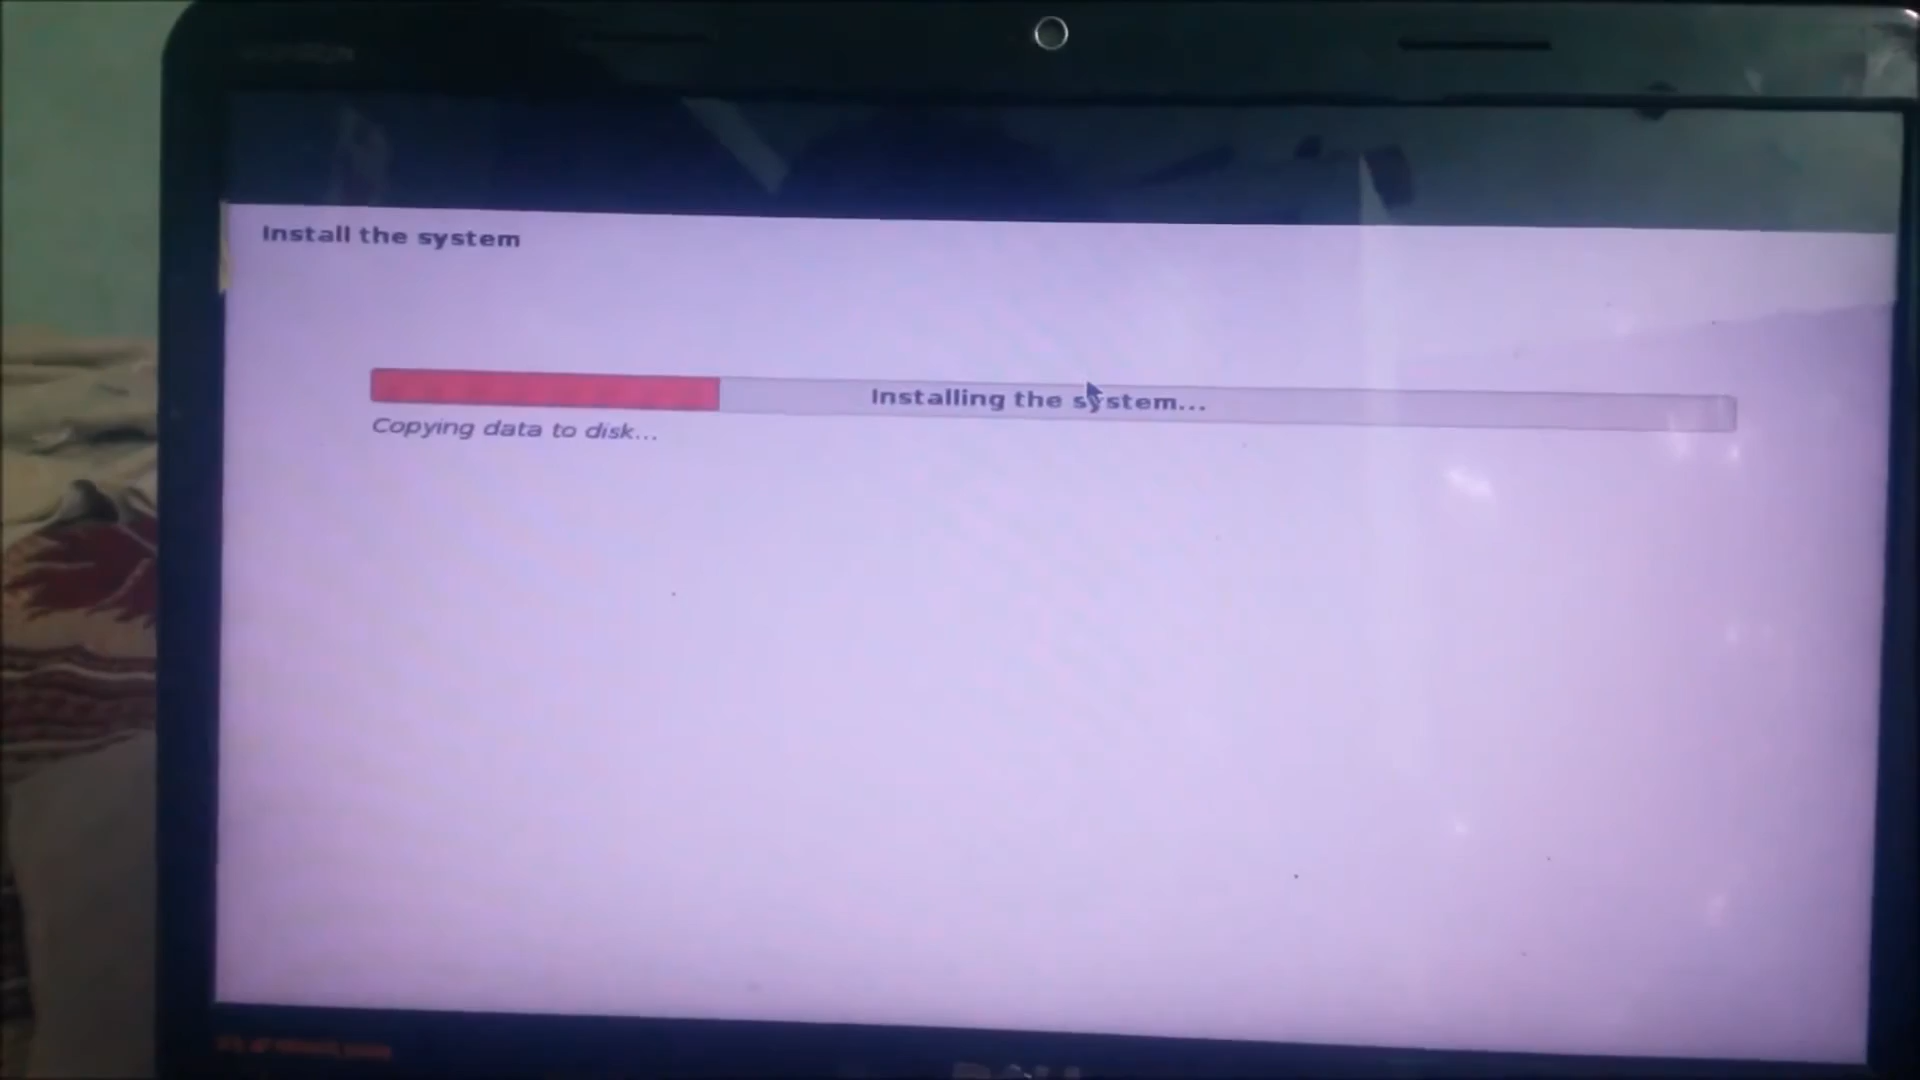 Install the system
Installing the system...
Copying data to disk...